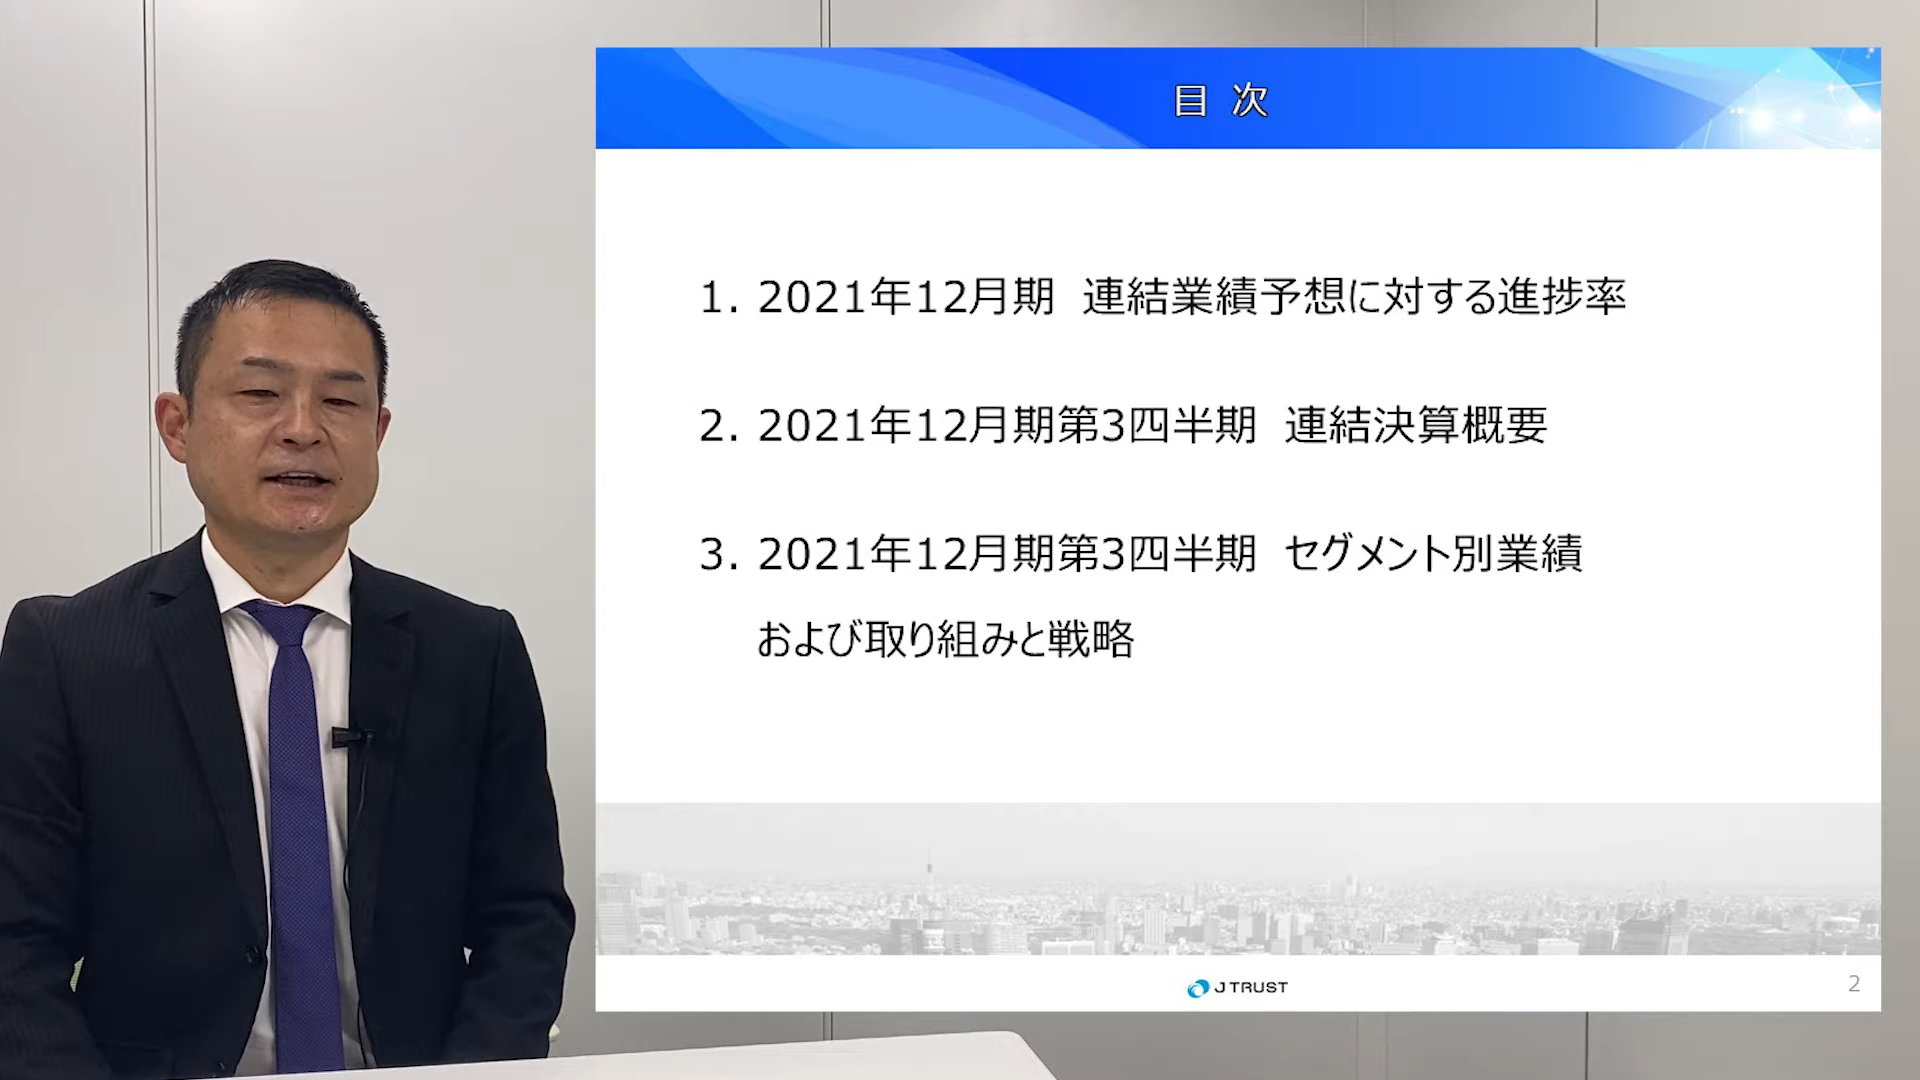 目 次
1. 2021年12月期 連結業績予想に対する進捗率
2. 2021年12月期第3四半期 連結決算概要
3. 2021年12月期第3四半期 セグメント別業績
および取り組みと戦略
J TRUST
2